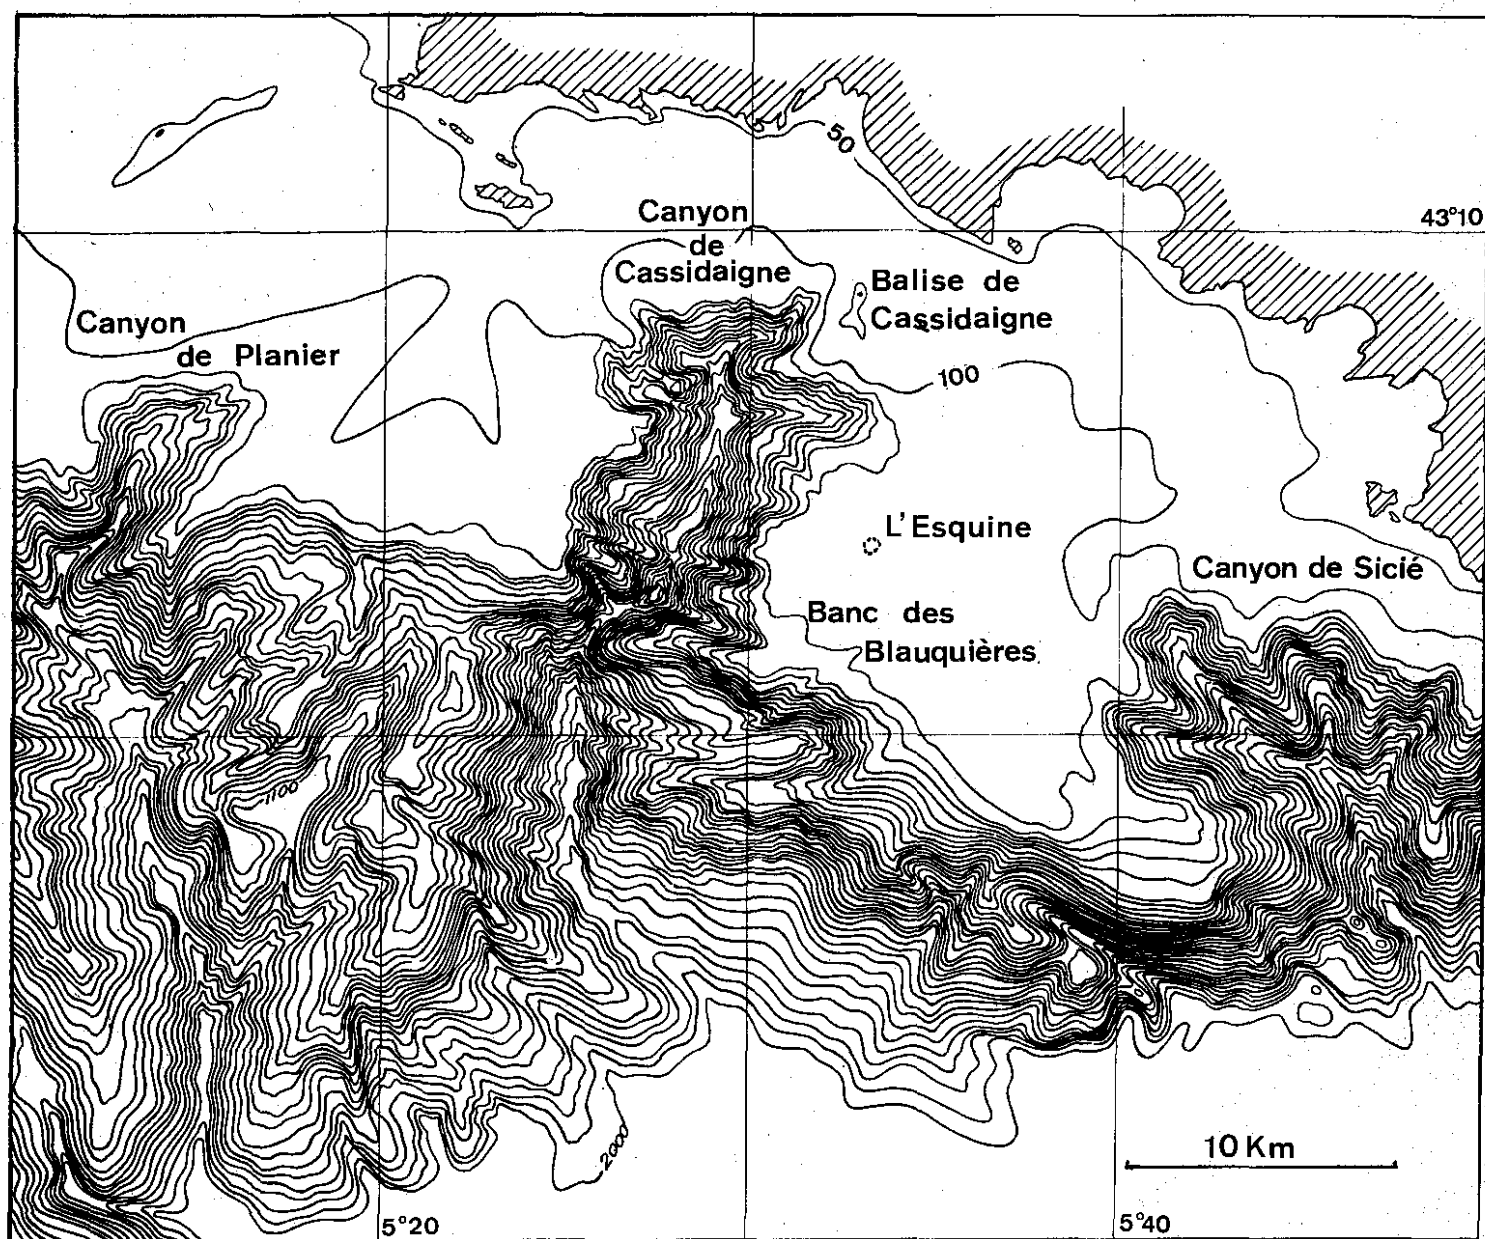 50
Canyon
de
Cassidaigne
43°10
Balise de
Cassidaigne
Canyon
de Planier
100
L'Esquine
Canyon de Sicié
Banc des
Blauquières
1100
2000
10 Km
5°20
5°40